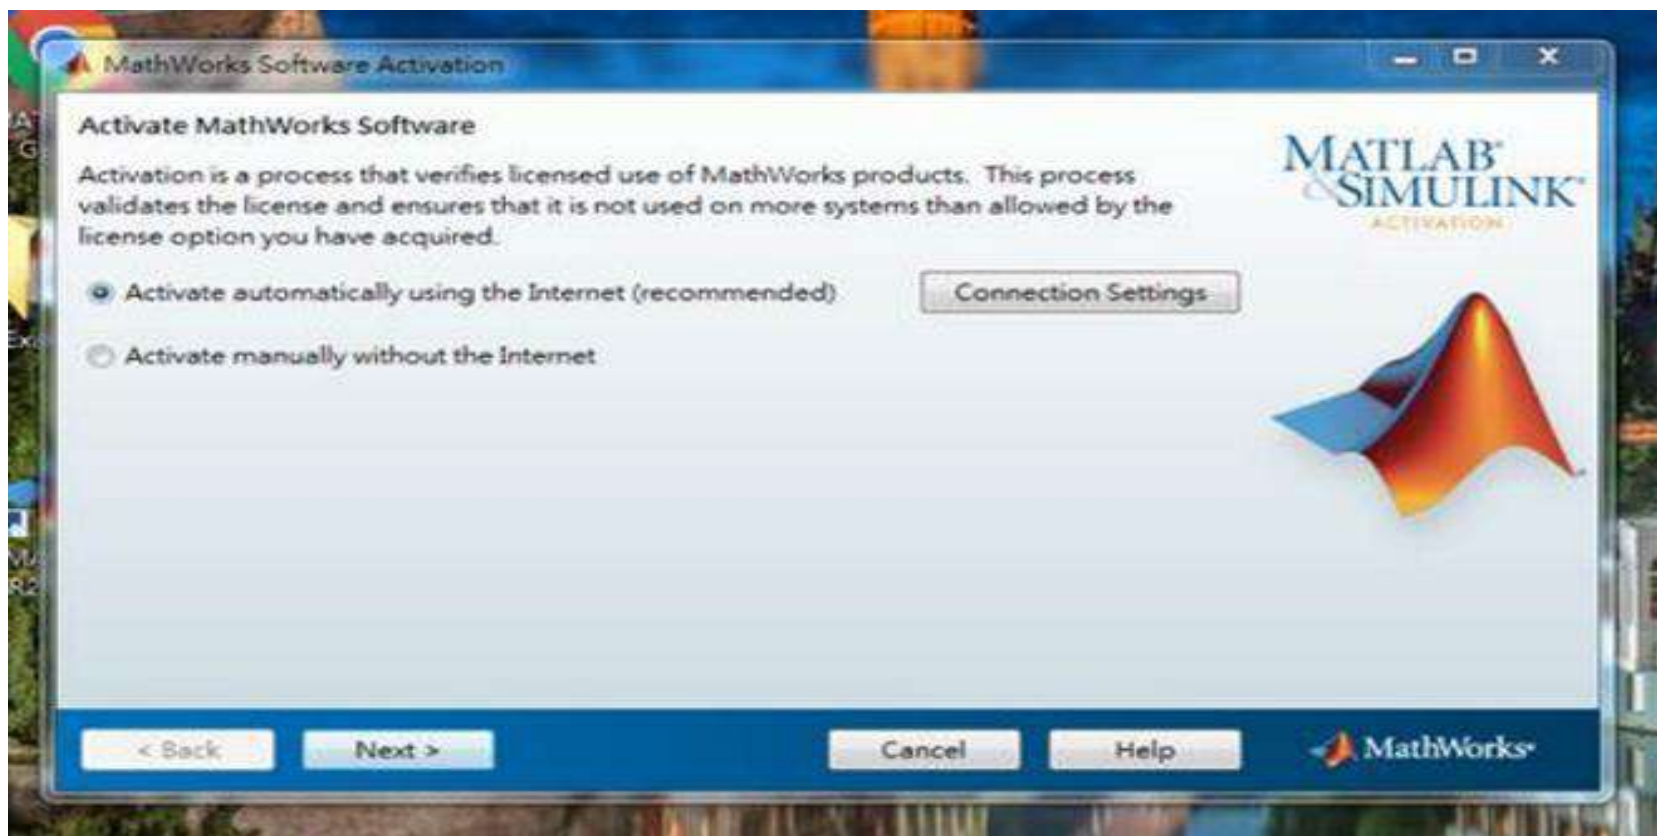 MathWorks Software Activation
Activate MathWorks Software
Activation is a process that verifies licensed use of MathWorks products. This process
validates the license and ensures that it is not used on more systems than allowed by the
license option you have acquired.
MATLAB®
&SIMULINK®
ACTIVATION
Activate automatically using the Internet (recommended)
Connection Settings
Activate manually without the Internet
< Back
Next >
Cancel
Help
MathWorks®